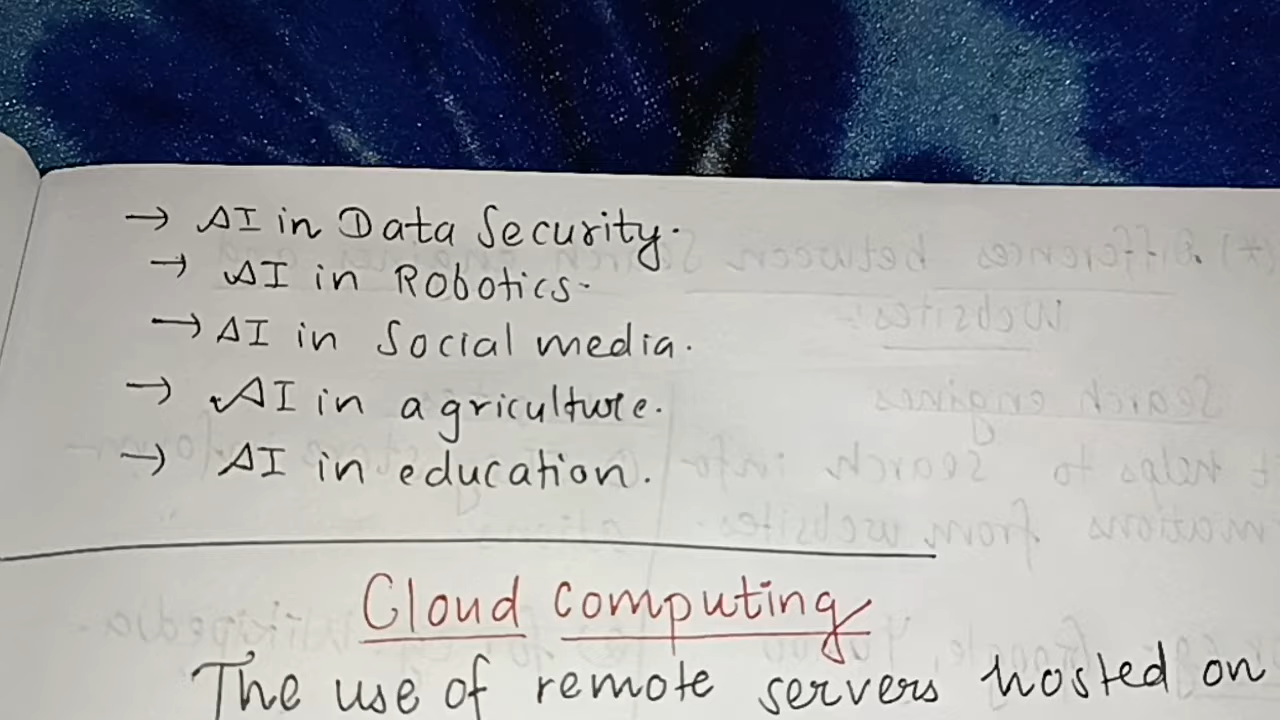 → AI in Data Security.
→ AI in Robotics.
→ AI in Social media.
→ AI in agriculture.
→ AI in education.
Cloud computing
The use of remote servers hosted on